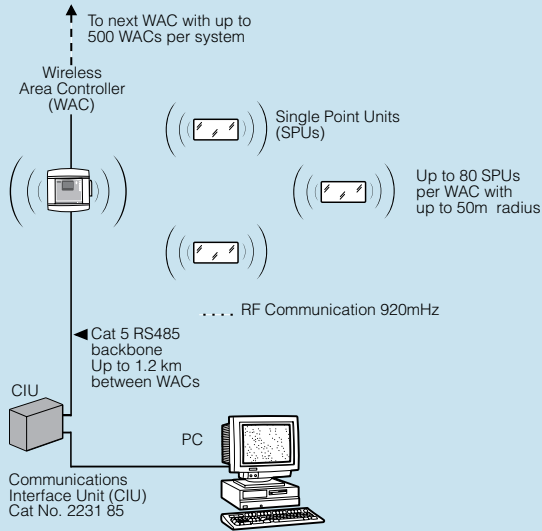 To next WAC with up to
500 WACs per system
Wireless
Area Controller
(WAC)
Single Point Units
(SPUs)
Up to 80 SPUs
per WAC with
up to 50m radius
.... RF Communication 920mHz
Cat 5 RS485
backbone
Up to 1.2 km
between WACs
CIU
PC
Communications
Interface Unit (CIU)
Cat No. 2231 85